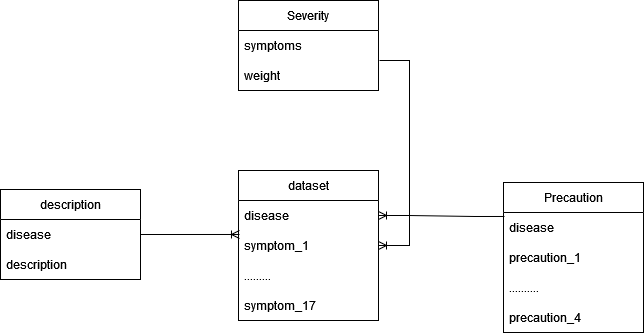 Severity
symptoms
weight
dataset
disease
symptom_1
.........
symptom_17
description
disease
description
Precaution
disease
precaution_1
..........
precaution_4